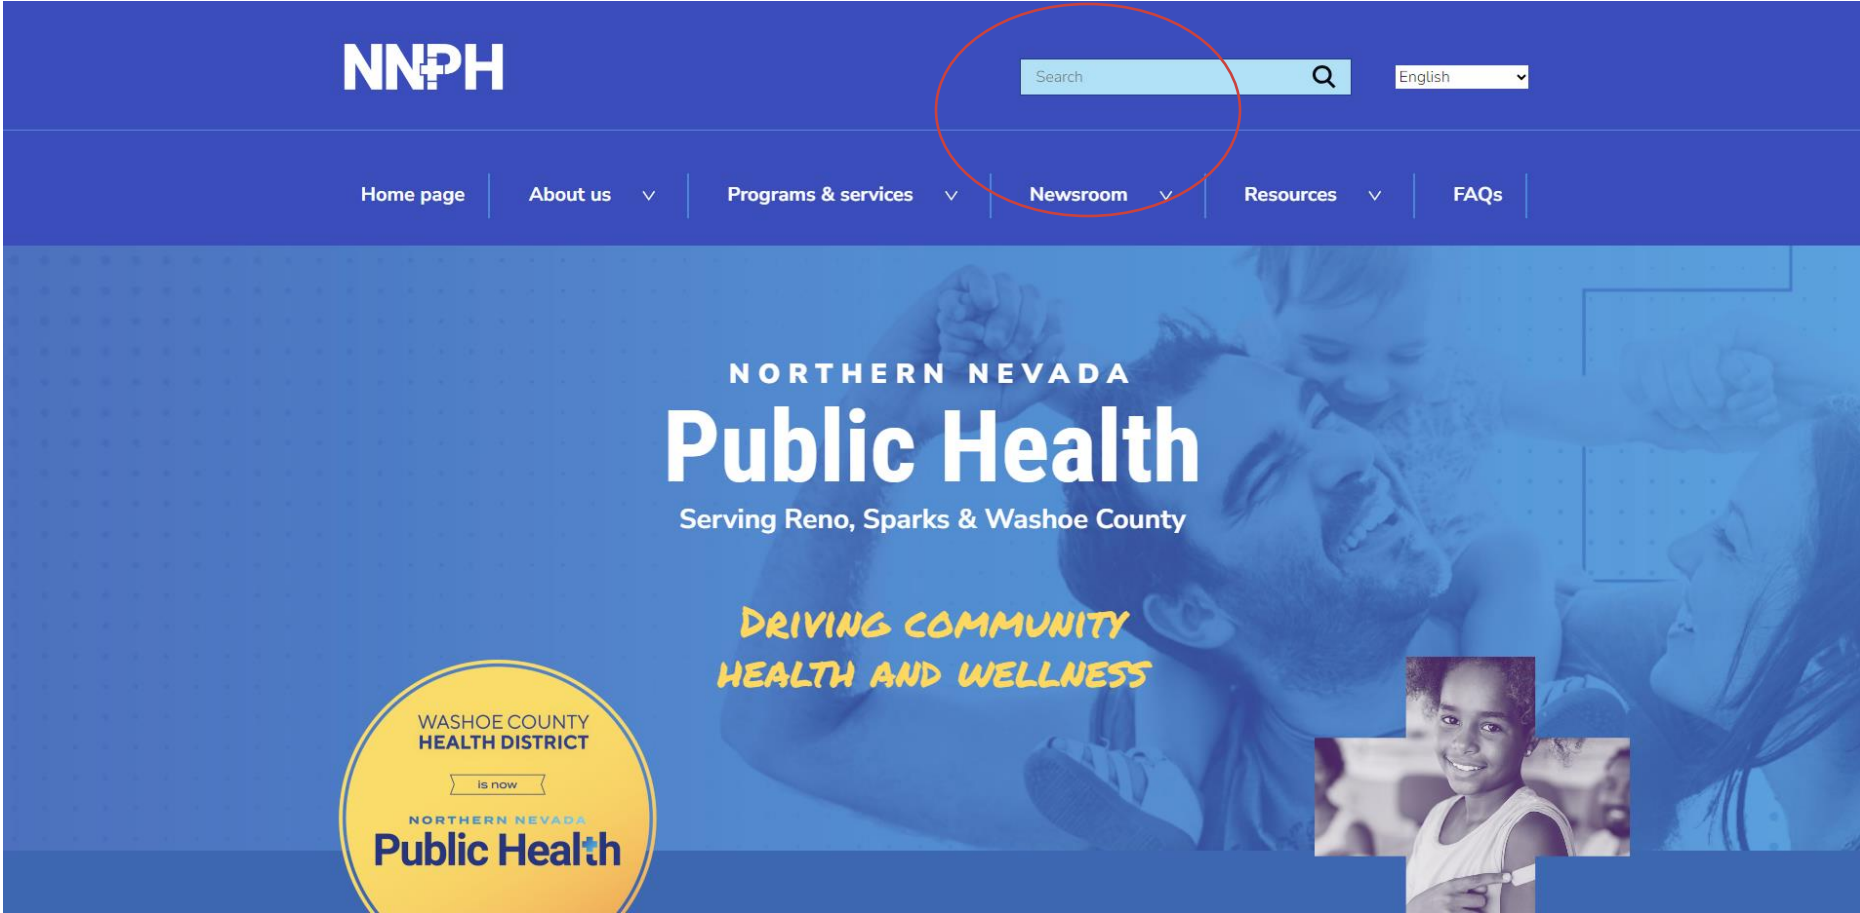 NNPH
Search
English
Home page
About us
Programs & services
Newsroom
Resources
FAQs
NORTHERN NEVADA
Public Health
Serving Reno, Sparks & Washoe County
DRIVING COMMUNITY
HEALTH AND WELLNESS
WASHOE COUNTY
HEALTH DISTRICT
is now
NORTHERN NEVADA
Public Health